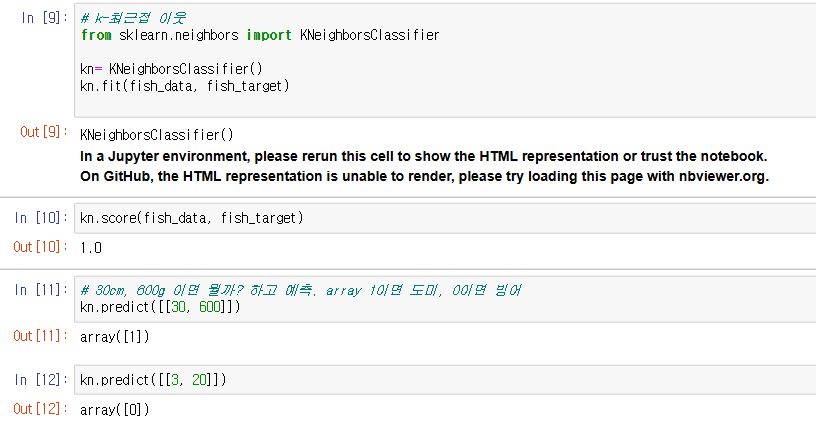 In [9]:
# k-최근접 이웃
from sklearn.neighbors import KNeighborsClassifier
kn= KNeighborsClassifier()
kn.fit(fish_data, fish_target)
Out[9]:
KNeighborsClassifier()
In a Jupyter environment, please rerun this cell to show the HTML representation or trust the notebook.
On GitHub, the HTML representation is unable to render, please try loading this page with nbviewer.org.
In [10]:
kn.score(fish_data, fish_target)
Out[10]:
1.0
In [11]:
# 30cm, 600g 이면 뭘까? 하고 예측. array 1이면 도미, 0이면 빙어
kn.predict([[30, 600]])
Out[11]:
array([1])
In [12]:
kn.predict([[3, 20]])
Out[12]:
array([0])